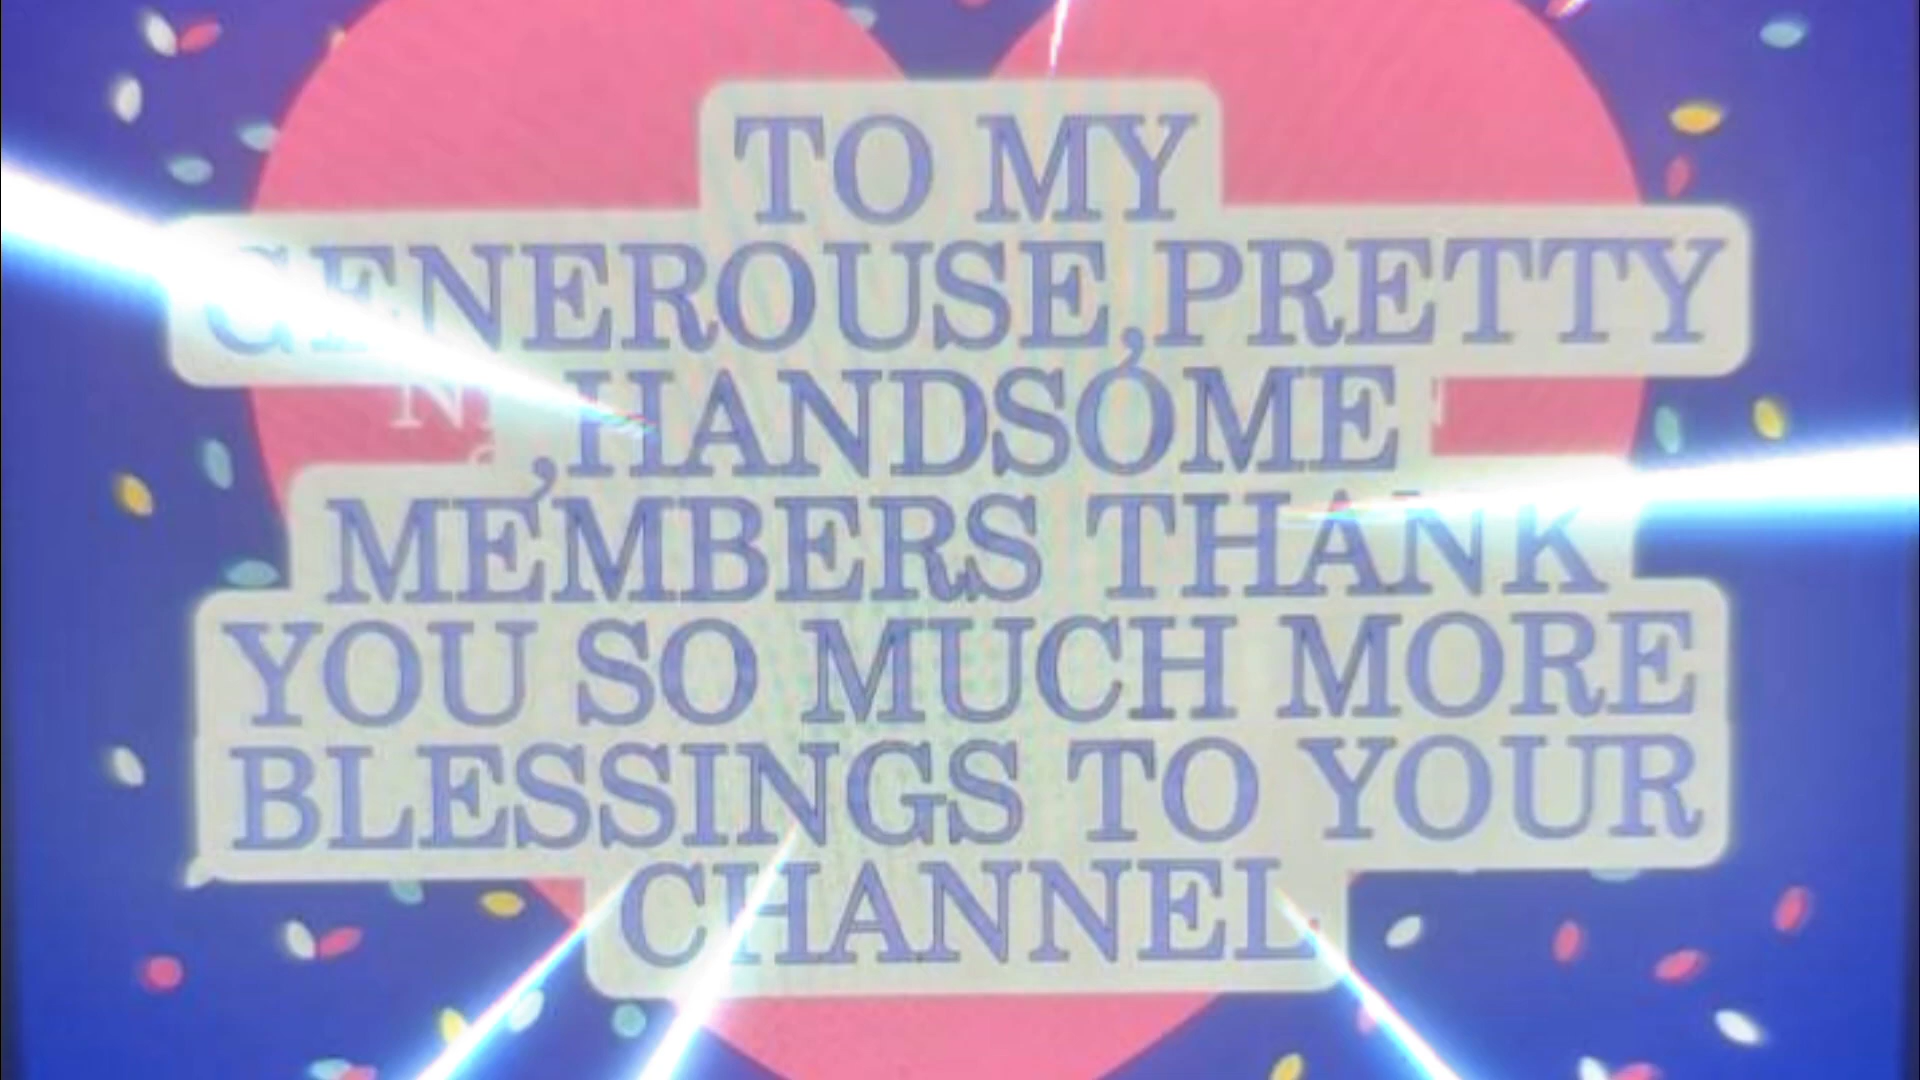 TO MY
GENEROUSE,PRETTY
,HANDSOME
MEMBERS THANK
YOU SO MUCH MORE
BLESSINGS TO YOUR
CHANNEL.